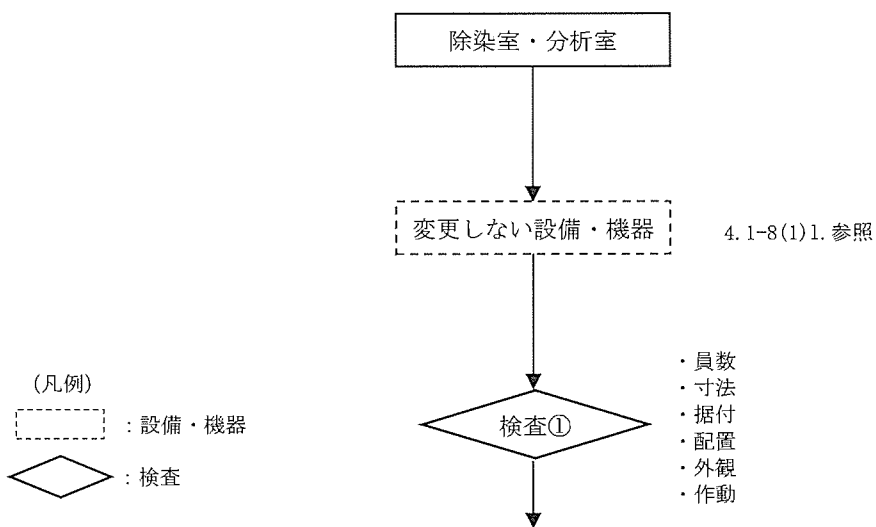 除染室・分析室
変更しない設備・機器
4.1-8(1)l.参照
検査①
・員数
・寸法
・据付
・配置
・外観
・作動
(凡例)
：設備・機器
：検査